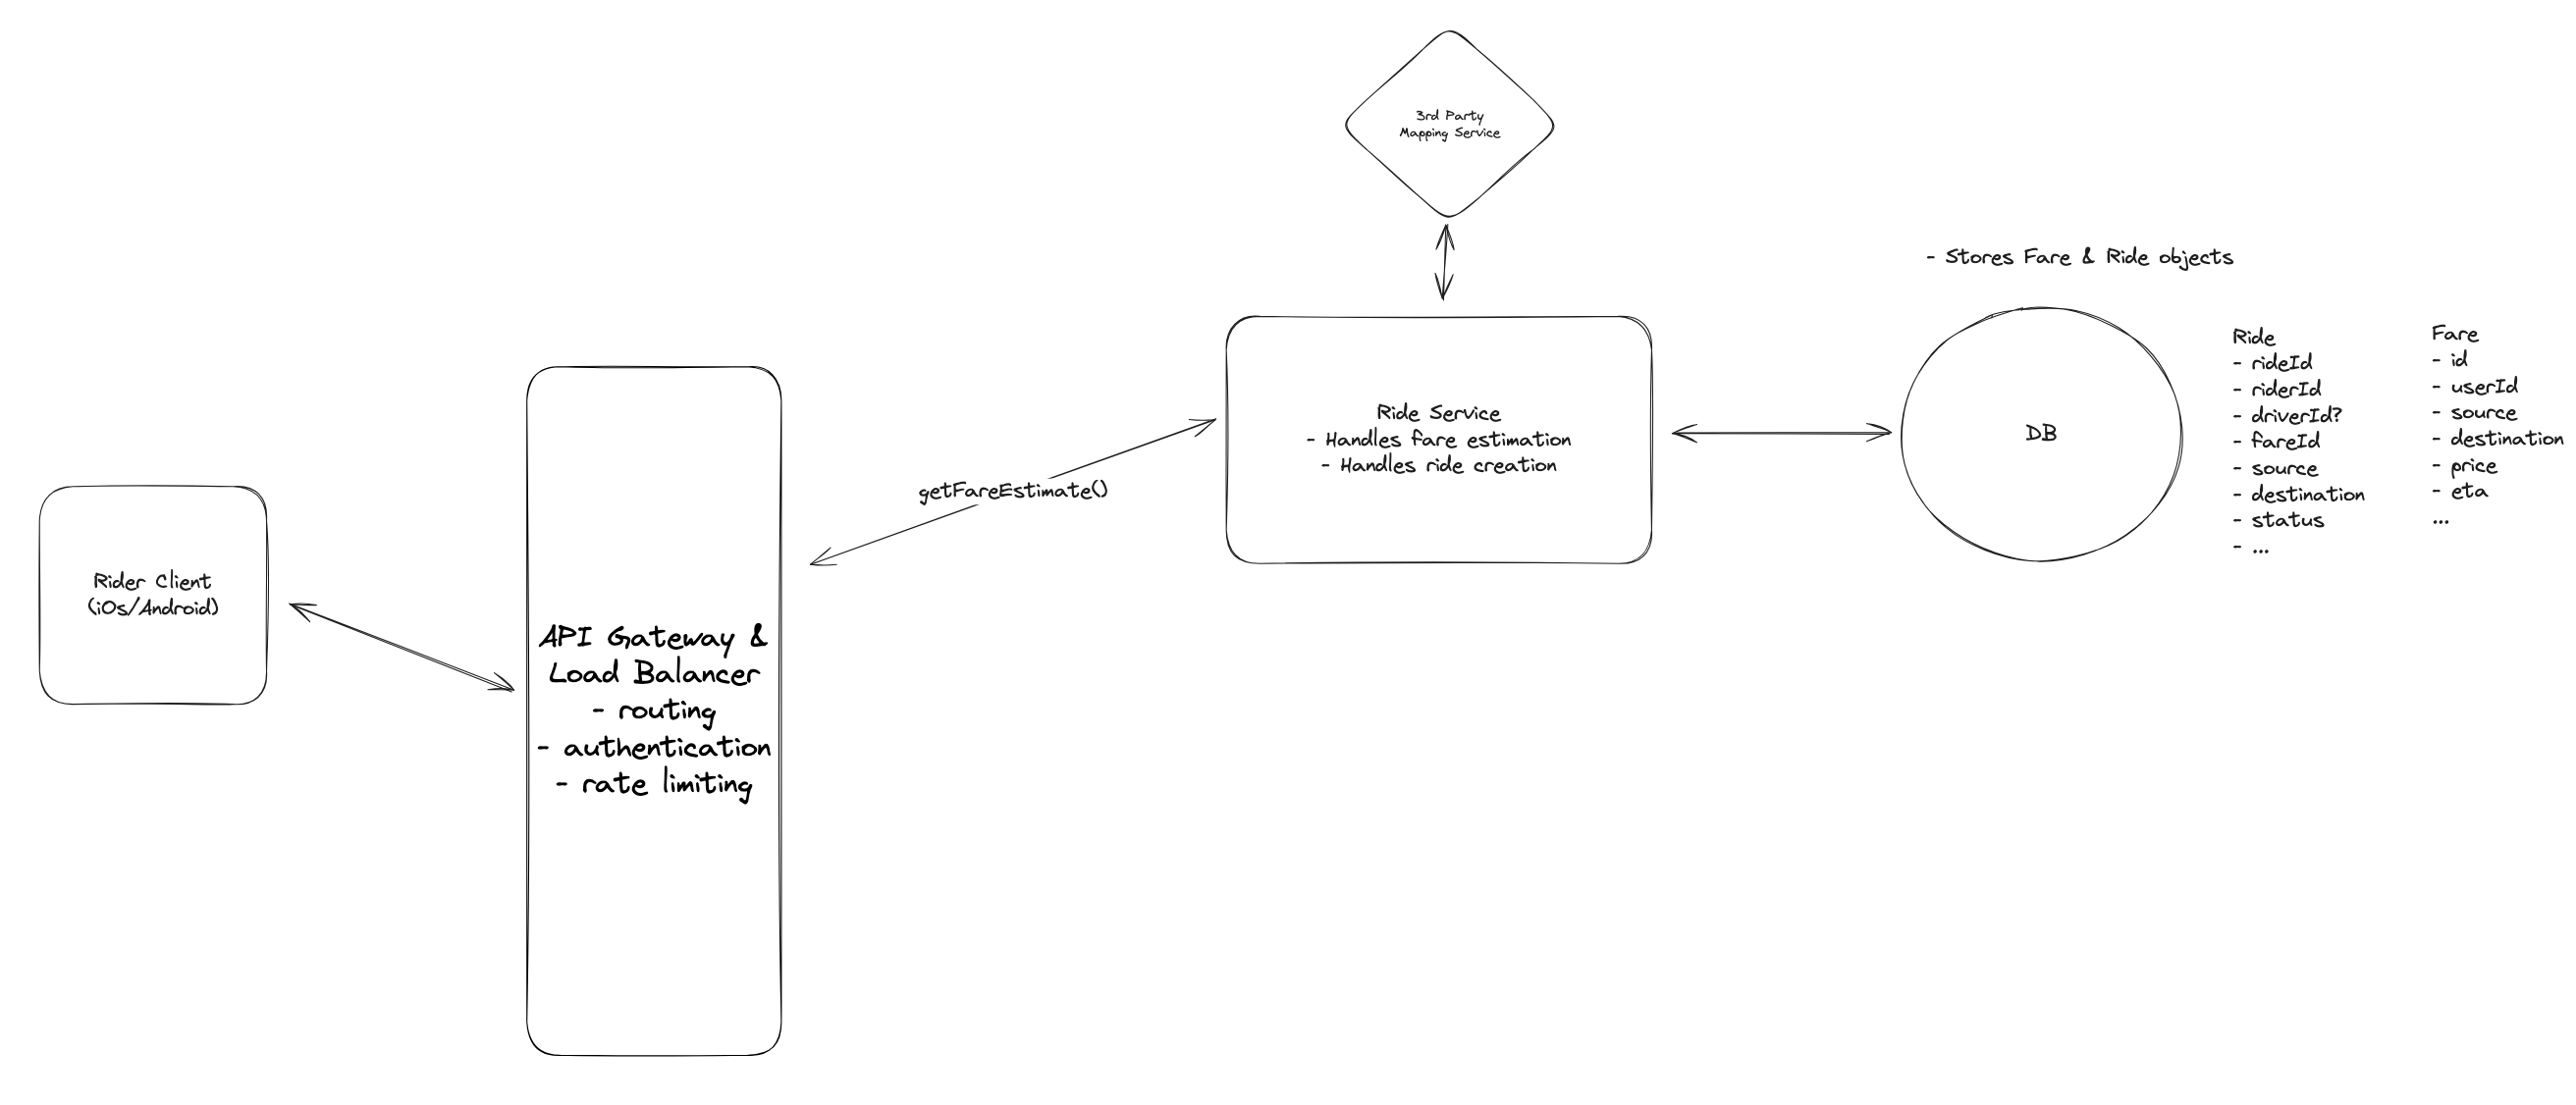 3rd Party
Mapping Service
- Stores Fare & Ride objects
Rider Client
(iOs/Android)
API Gateway &
Load Balancer
- routing
- authentication
- rate limiting
getFareEstimate()
Ride Service
- Handles fare estimation
- Handles ride creation
DB
Ride
- rideId
- riderId
- driverId?
- fareId
- source
- destination
- status
- ...
Fare
- id
- userId
- source
- destination
- price
- eta
...